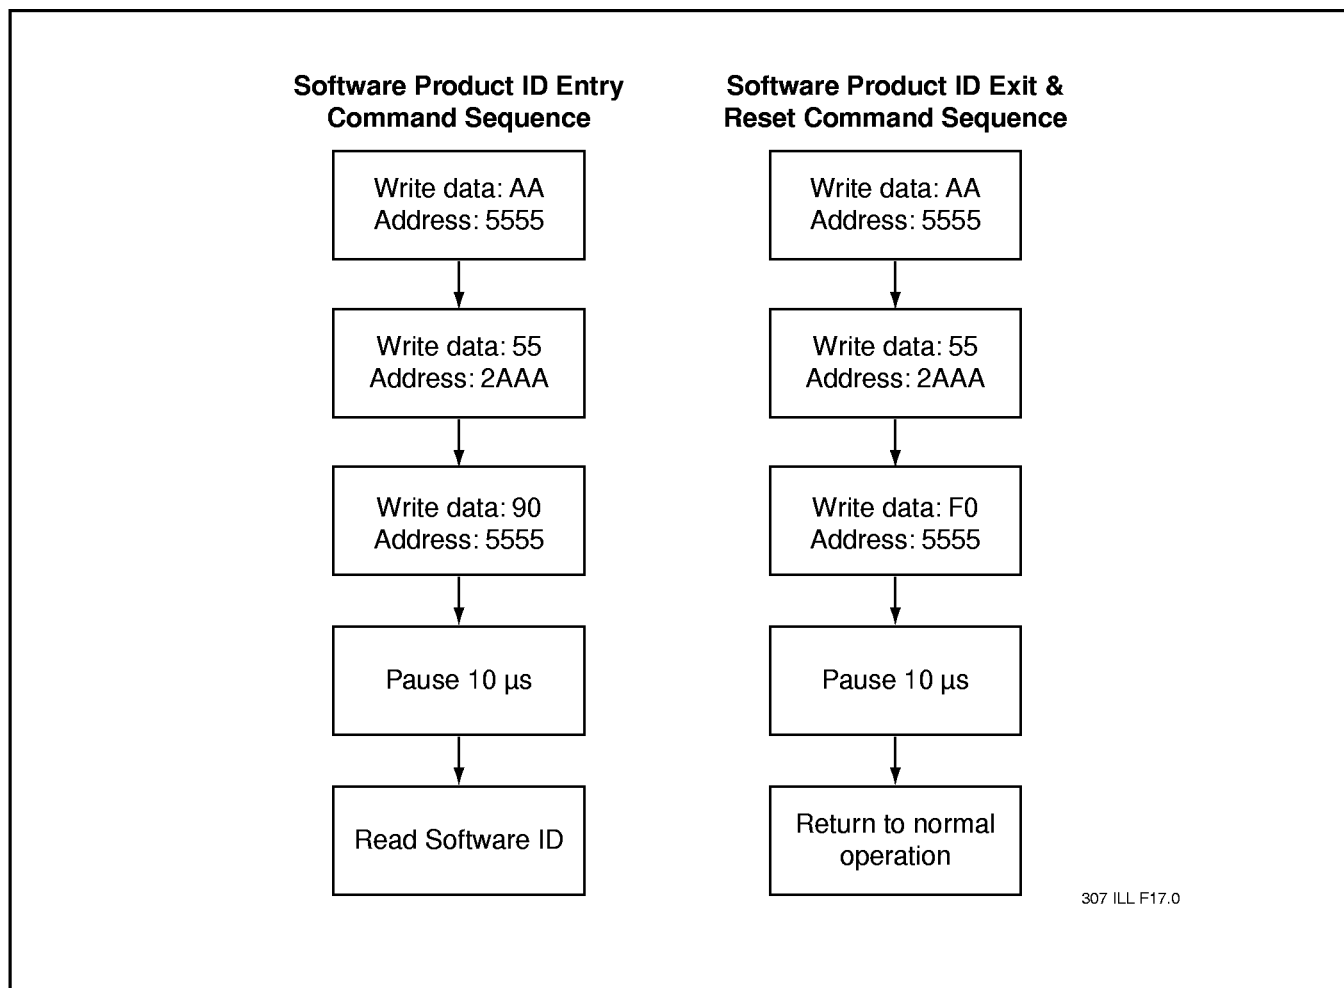 Software Product ID Entry
Command Sequence
Write data: AA
Address: 5555
Write data: 55
Address: 2AAA
Write data: 90
Address: 5555
Pause 10 µs
Read Software ID
Software Product ID Exit &
Reset Command Sequence
Write data: AA
Address: 5555
Write data: 55
Address: 2AAA
Write data: F0
Address: 5555
Pause 10 µs
Return to normal
operation
307 ILL F17.0